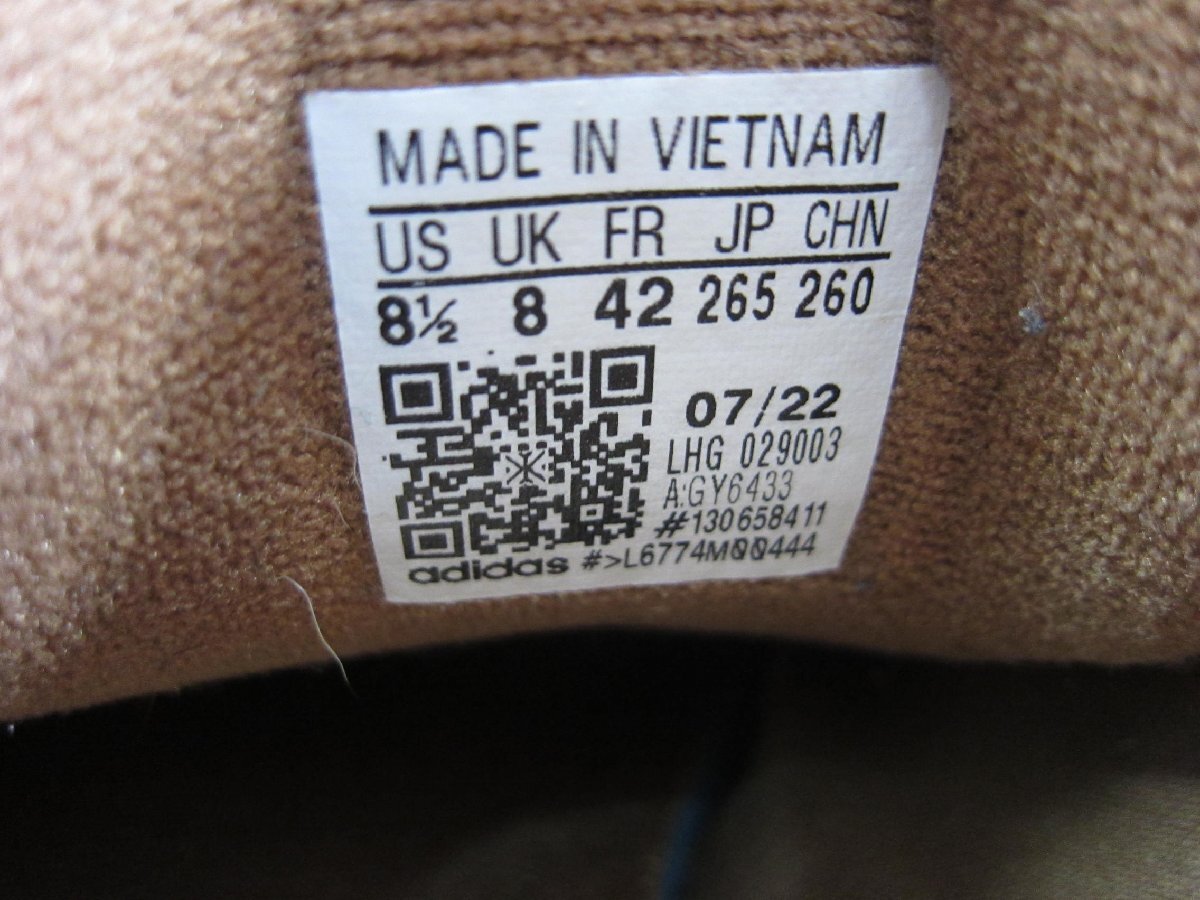 MADE IN VIETNAM
US UK FR JP CHN
8½ 8 42 265 260
07/22
LHG 029003
A:GY6433
#130658411
adidas #>L6774M00444